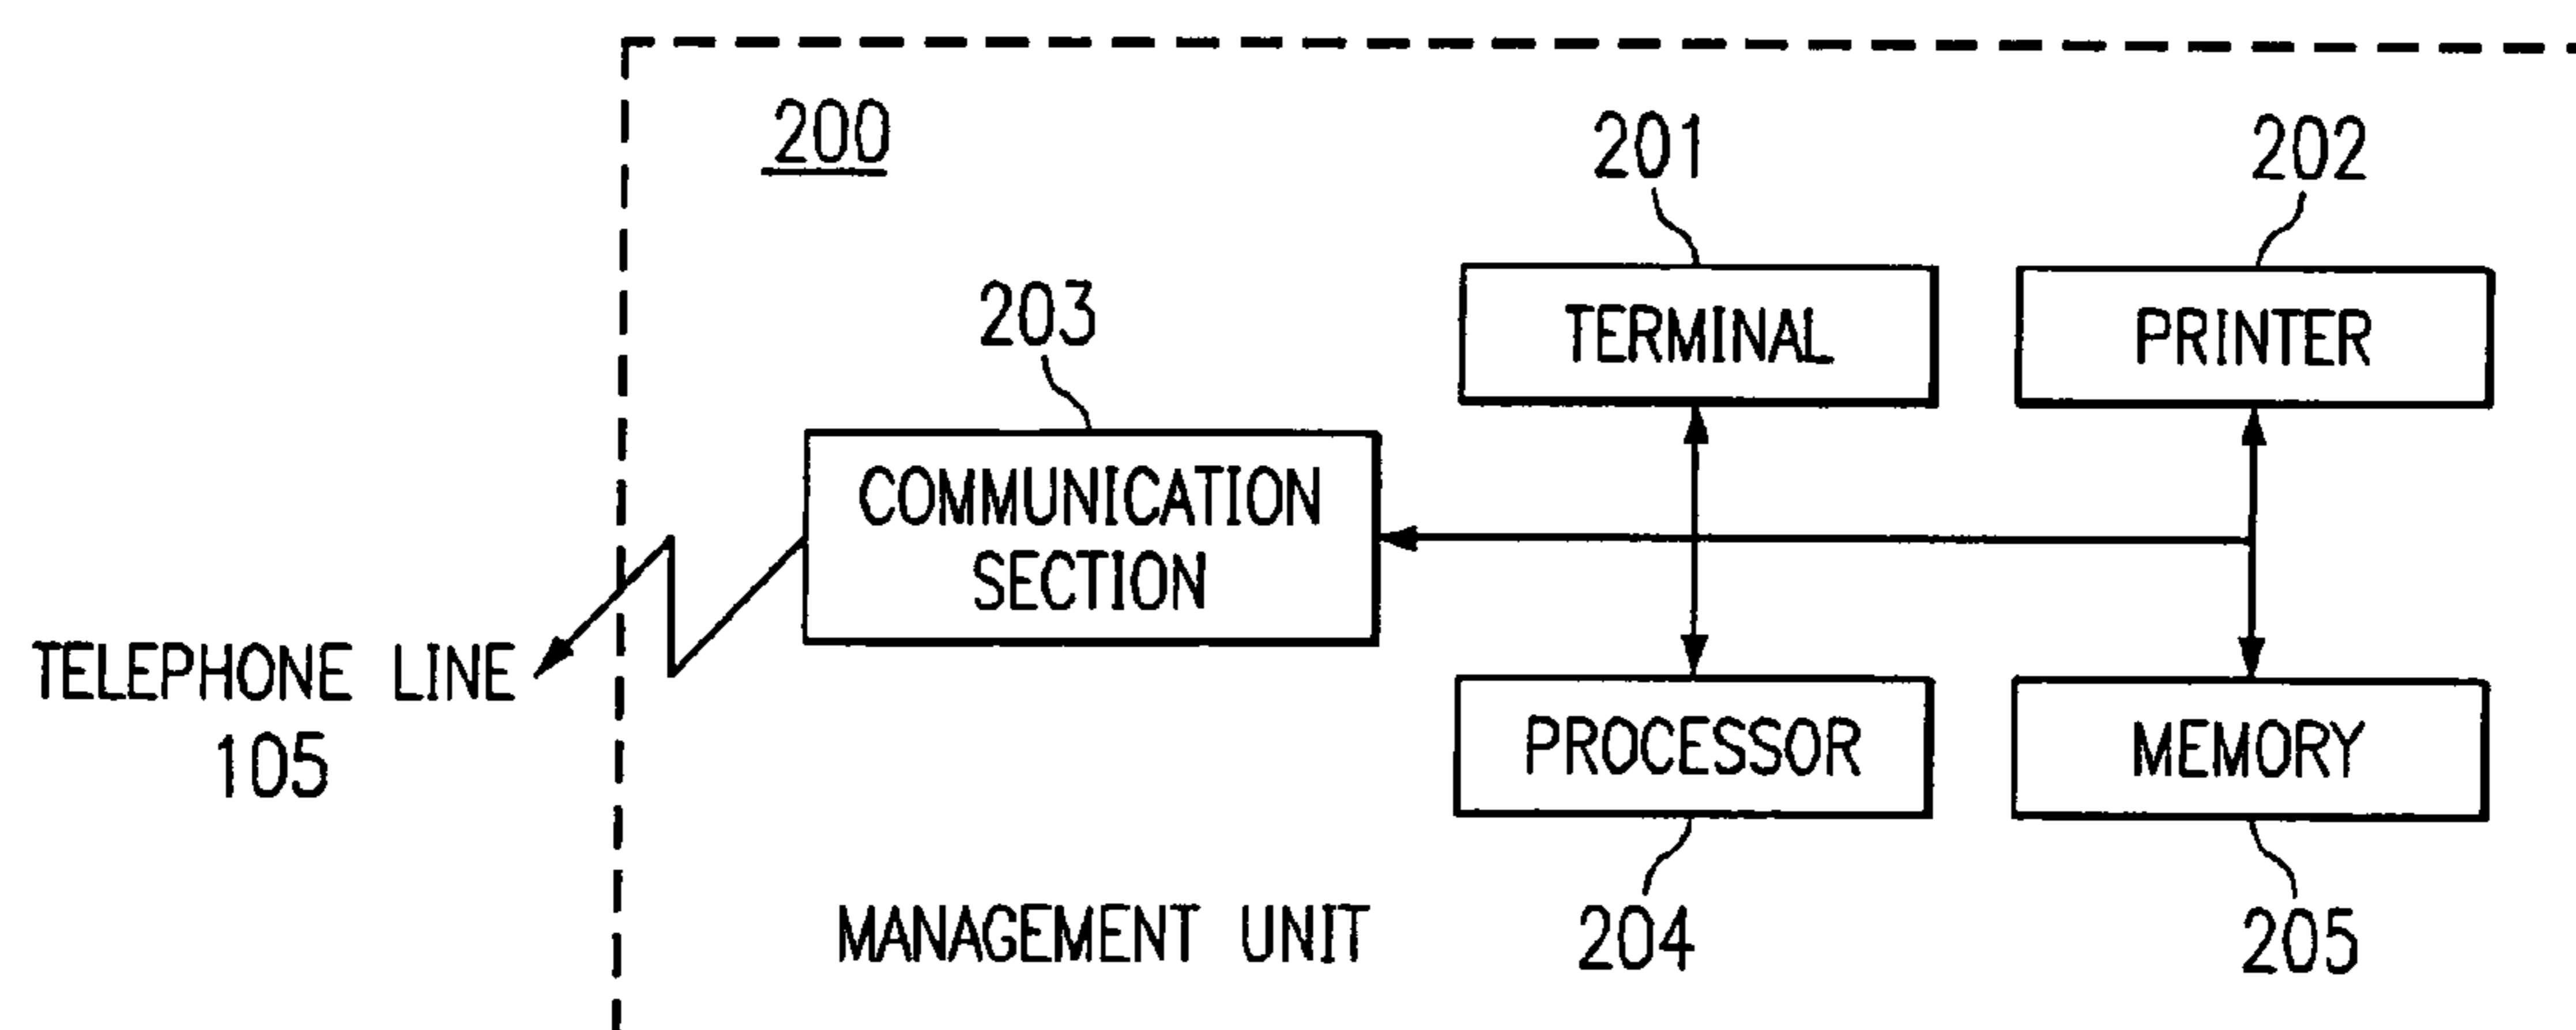 200
201
202
203
TERMINAL
PRINTER
COMMUNICATION
SECTION
TELEPHONE LINE
105
PROCESSOR
MEMORY
MANAGEMENT UNIT
204
205